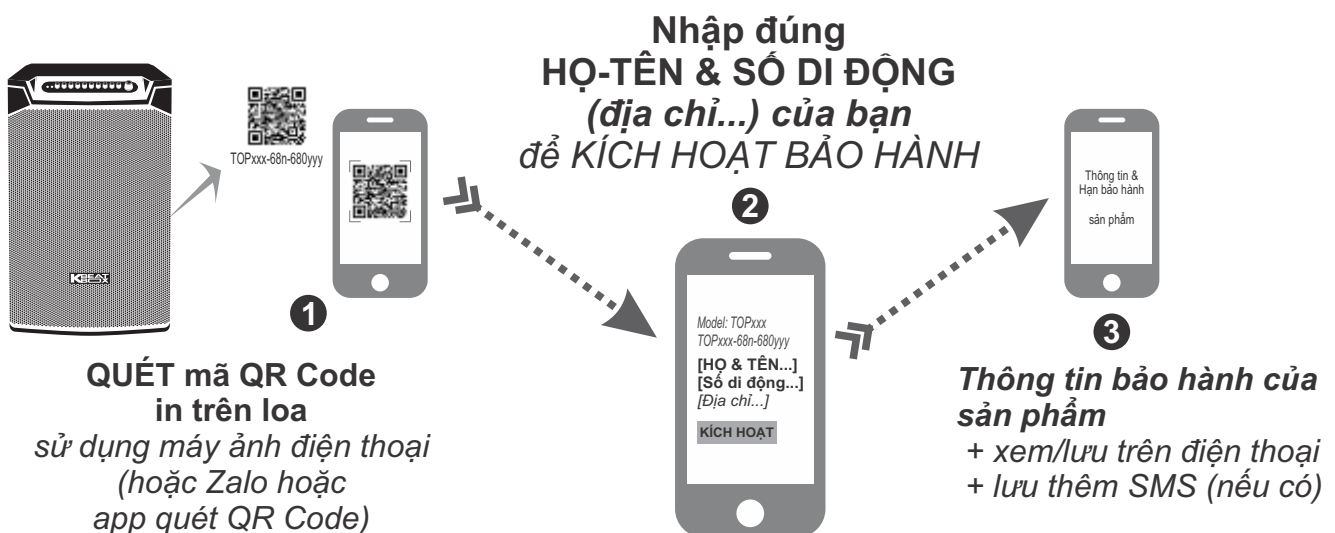 TOPxxx-68n-680yyy
KBEATBOX
1
QUÉT mã QR Code
in trên loa
sử dụng máy ảnh điện thoại
(hoặc Zalo hoặc
app quét QR Code)
Nhập đúng
HỌ-TÊN & SỐ DI ĐỘNG
(địa chỉ...) của bạn
để KÍCH HOẠT BẢO HÀNH
2
Model: TOPxxx
TOPxxx-68n-680yyy
[HỌ & TÊN...]
[Số di động...]
[Địa chỉ...]
KÍCH HOẠT
Thông tin &
Hạn bảo hành
sản phẩm
3
Thông tin bảo hành của
sản phẩm
+ xem/lưu trên điện thoại
+ lưu thêm SMS (nếu có)